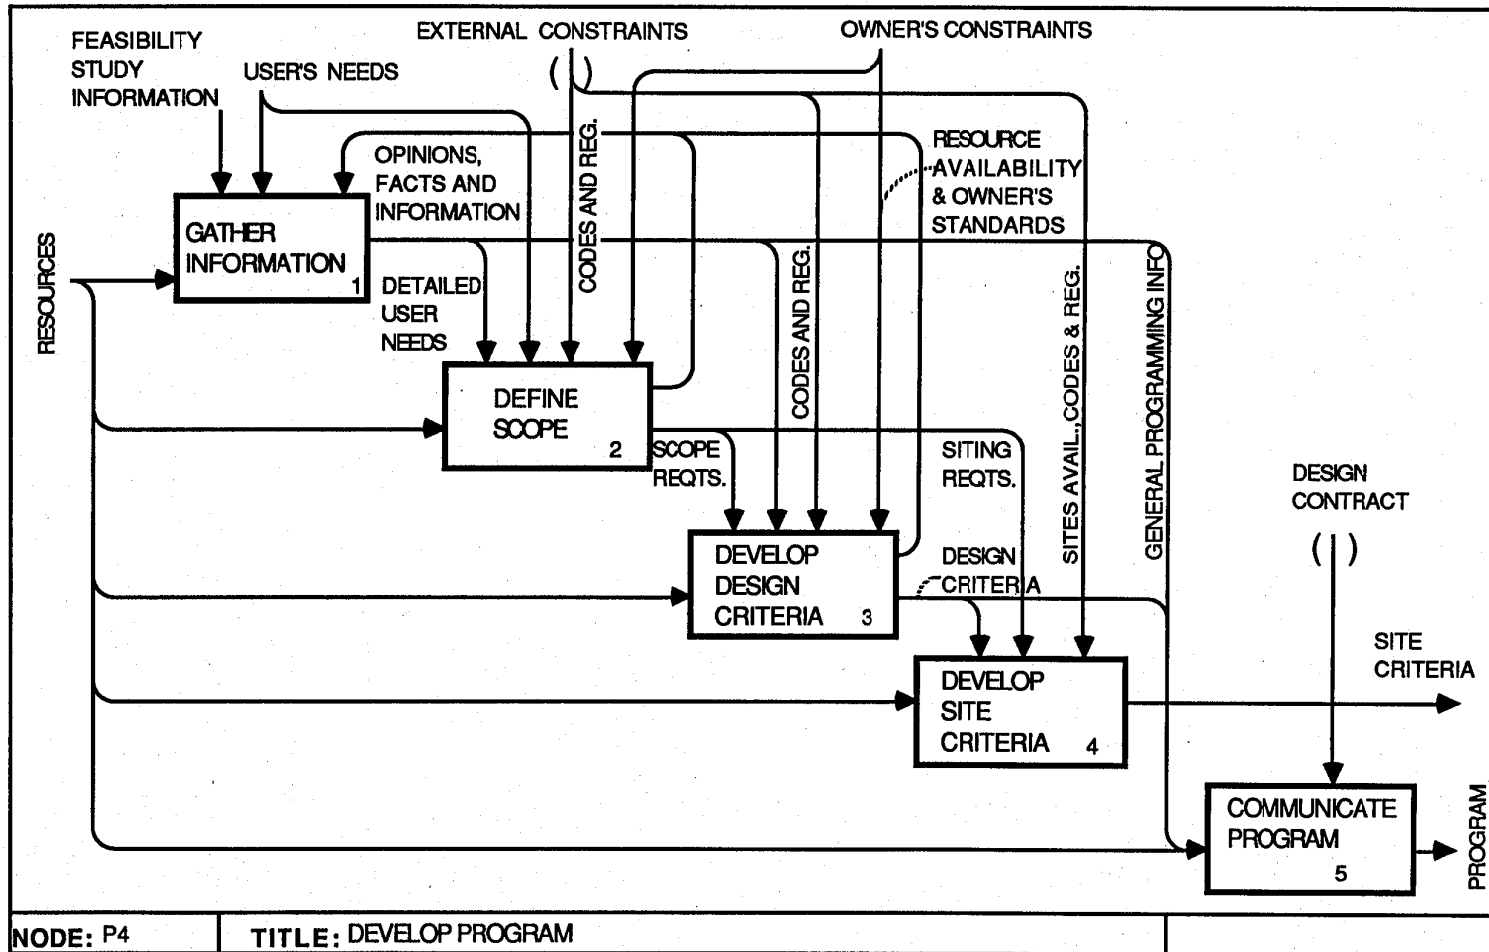 FEASIBILITY
STUDY
INFORMATION
USER'S NEEDS
EXTERNAL CONSTRAINTS
( )
OWNER'S CONSTRAINTS
OPINIONS,
FACTS AND
INFORMATION
CODES AND REG.
RESOURCE
AVAILABILITY
& OWNER'S
STANDARDS
GATHER
INFORMATION
1
RESOURCES
DETAILED
USER
NEEDS
CODES AND REG.
SITES AVAIL.,CODES & REG.
GENERAL PROGRAMMING INFO
DEFINE
SCOPE
2
SCOPE
REQTS.
SITING
REQTS.
DESIGN
CONTRACT
( )
DEVELOP
DESIGN
CRITERIA 3
DESIGN
CRITERIA
DEVELOP
SITE
CRITERIA 4
SITE
CRITERIA
COMMUNICATE
PROGRAM
5
PROGRAM
NODE: P4
TITLE: DEVELOP PROGRAM